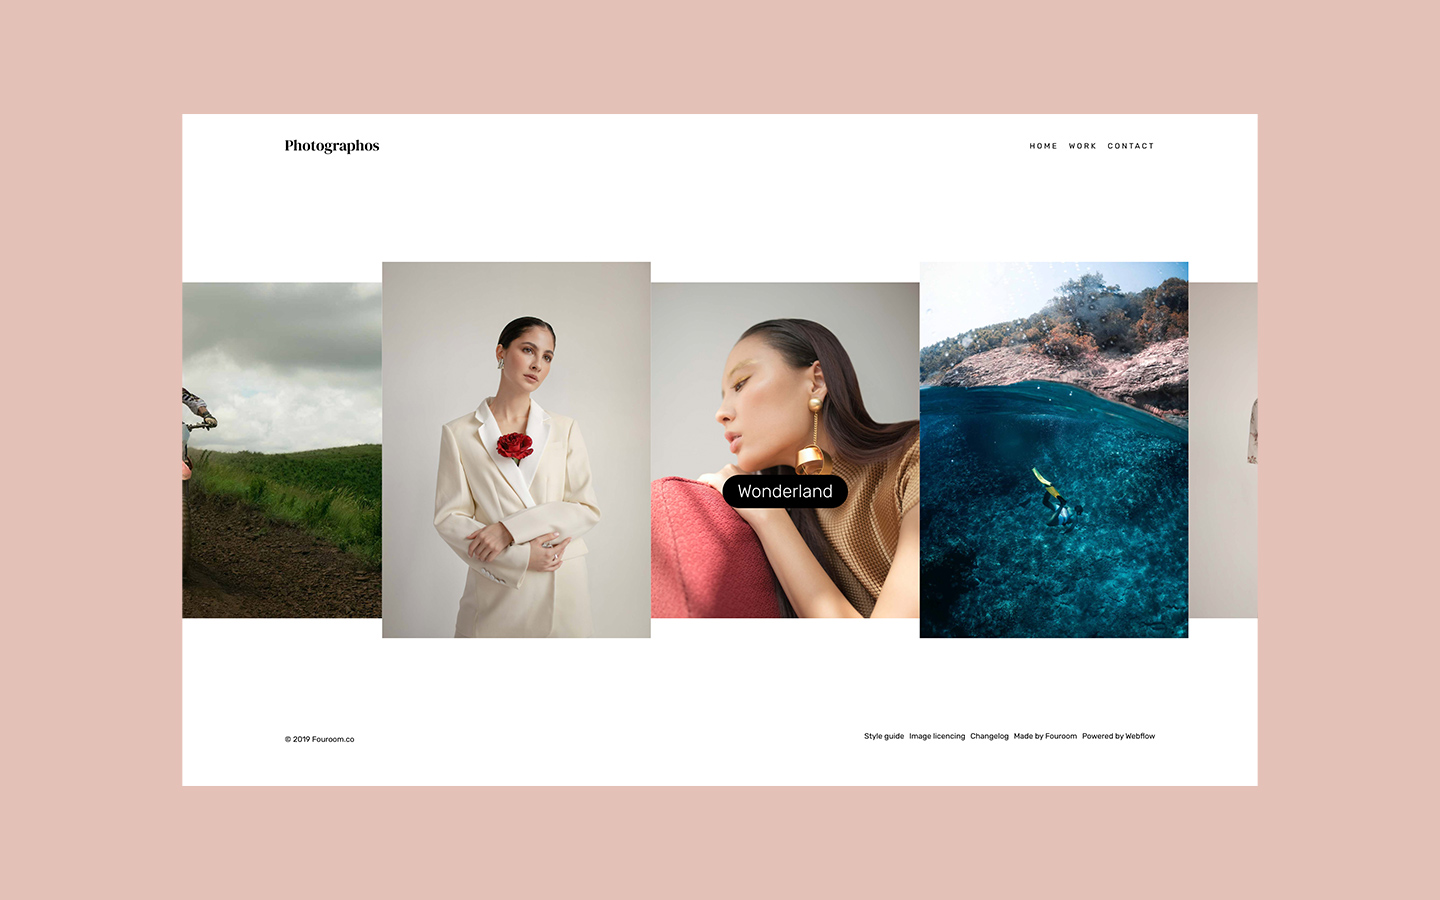 Photographos
HOME WORK CONTACT
Wonderland
© 2019 Fouroom.co
Style guide Image licencing Changelog Made by Fouroom Powered by Webflow